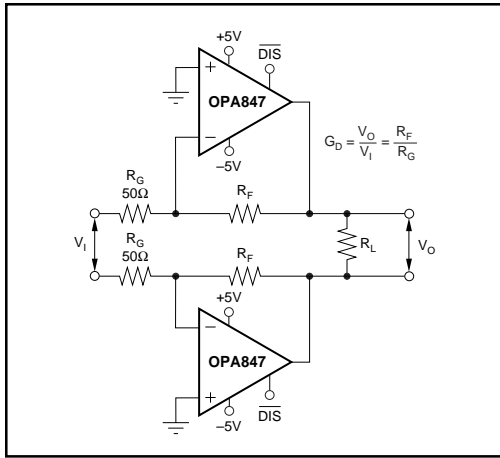 +5V
DIS
+
OPA847
−
−5V
G_D = V_O / V_I = R_F / R_G
R_G
50Ω
R_F
V_I
R_L
V_O
R_G
50Ω
R_F
+5V
−
OPA847
+
−5V
DIS